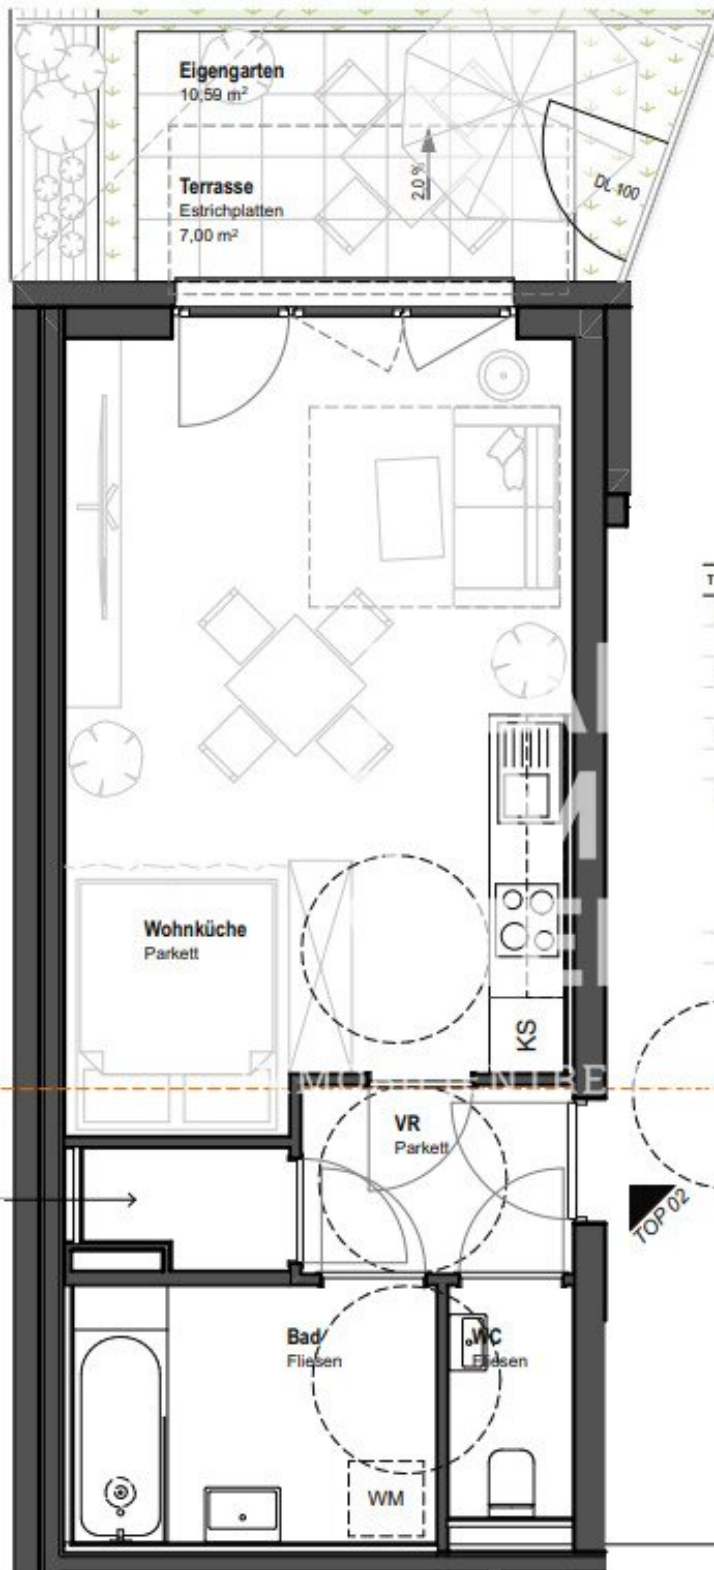 Eigengarten
10,59 m²
Terrasse
Estrichplatten
7,00 m²
2.0 %
DL 100
T
Wohnküche
Parkett
KS
VR
Parkett
TOP 02
Bad
Fliesen
WC
Fliesen
WM